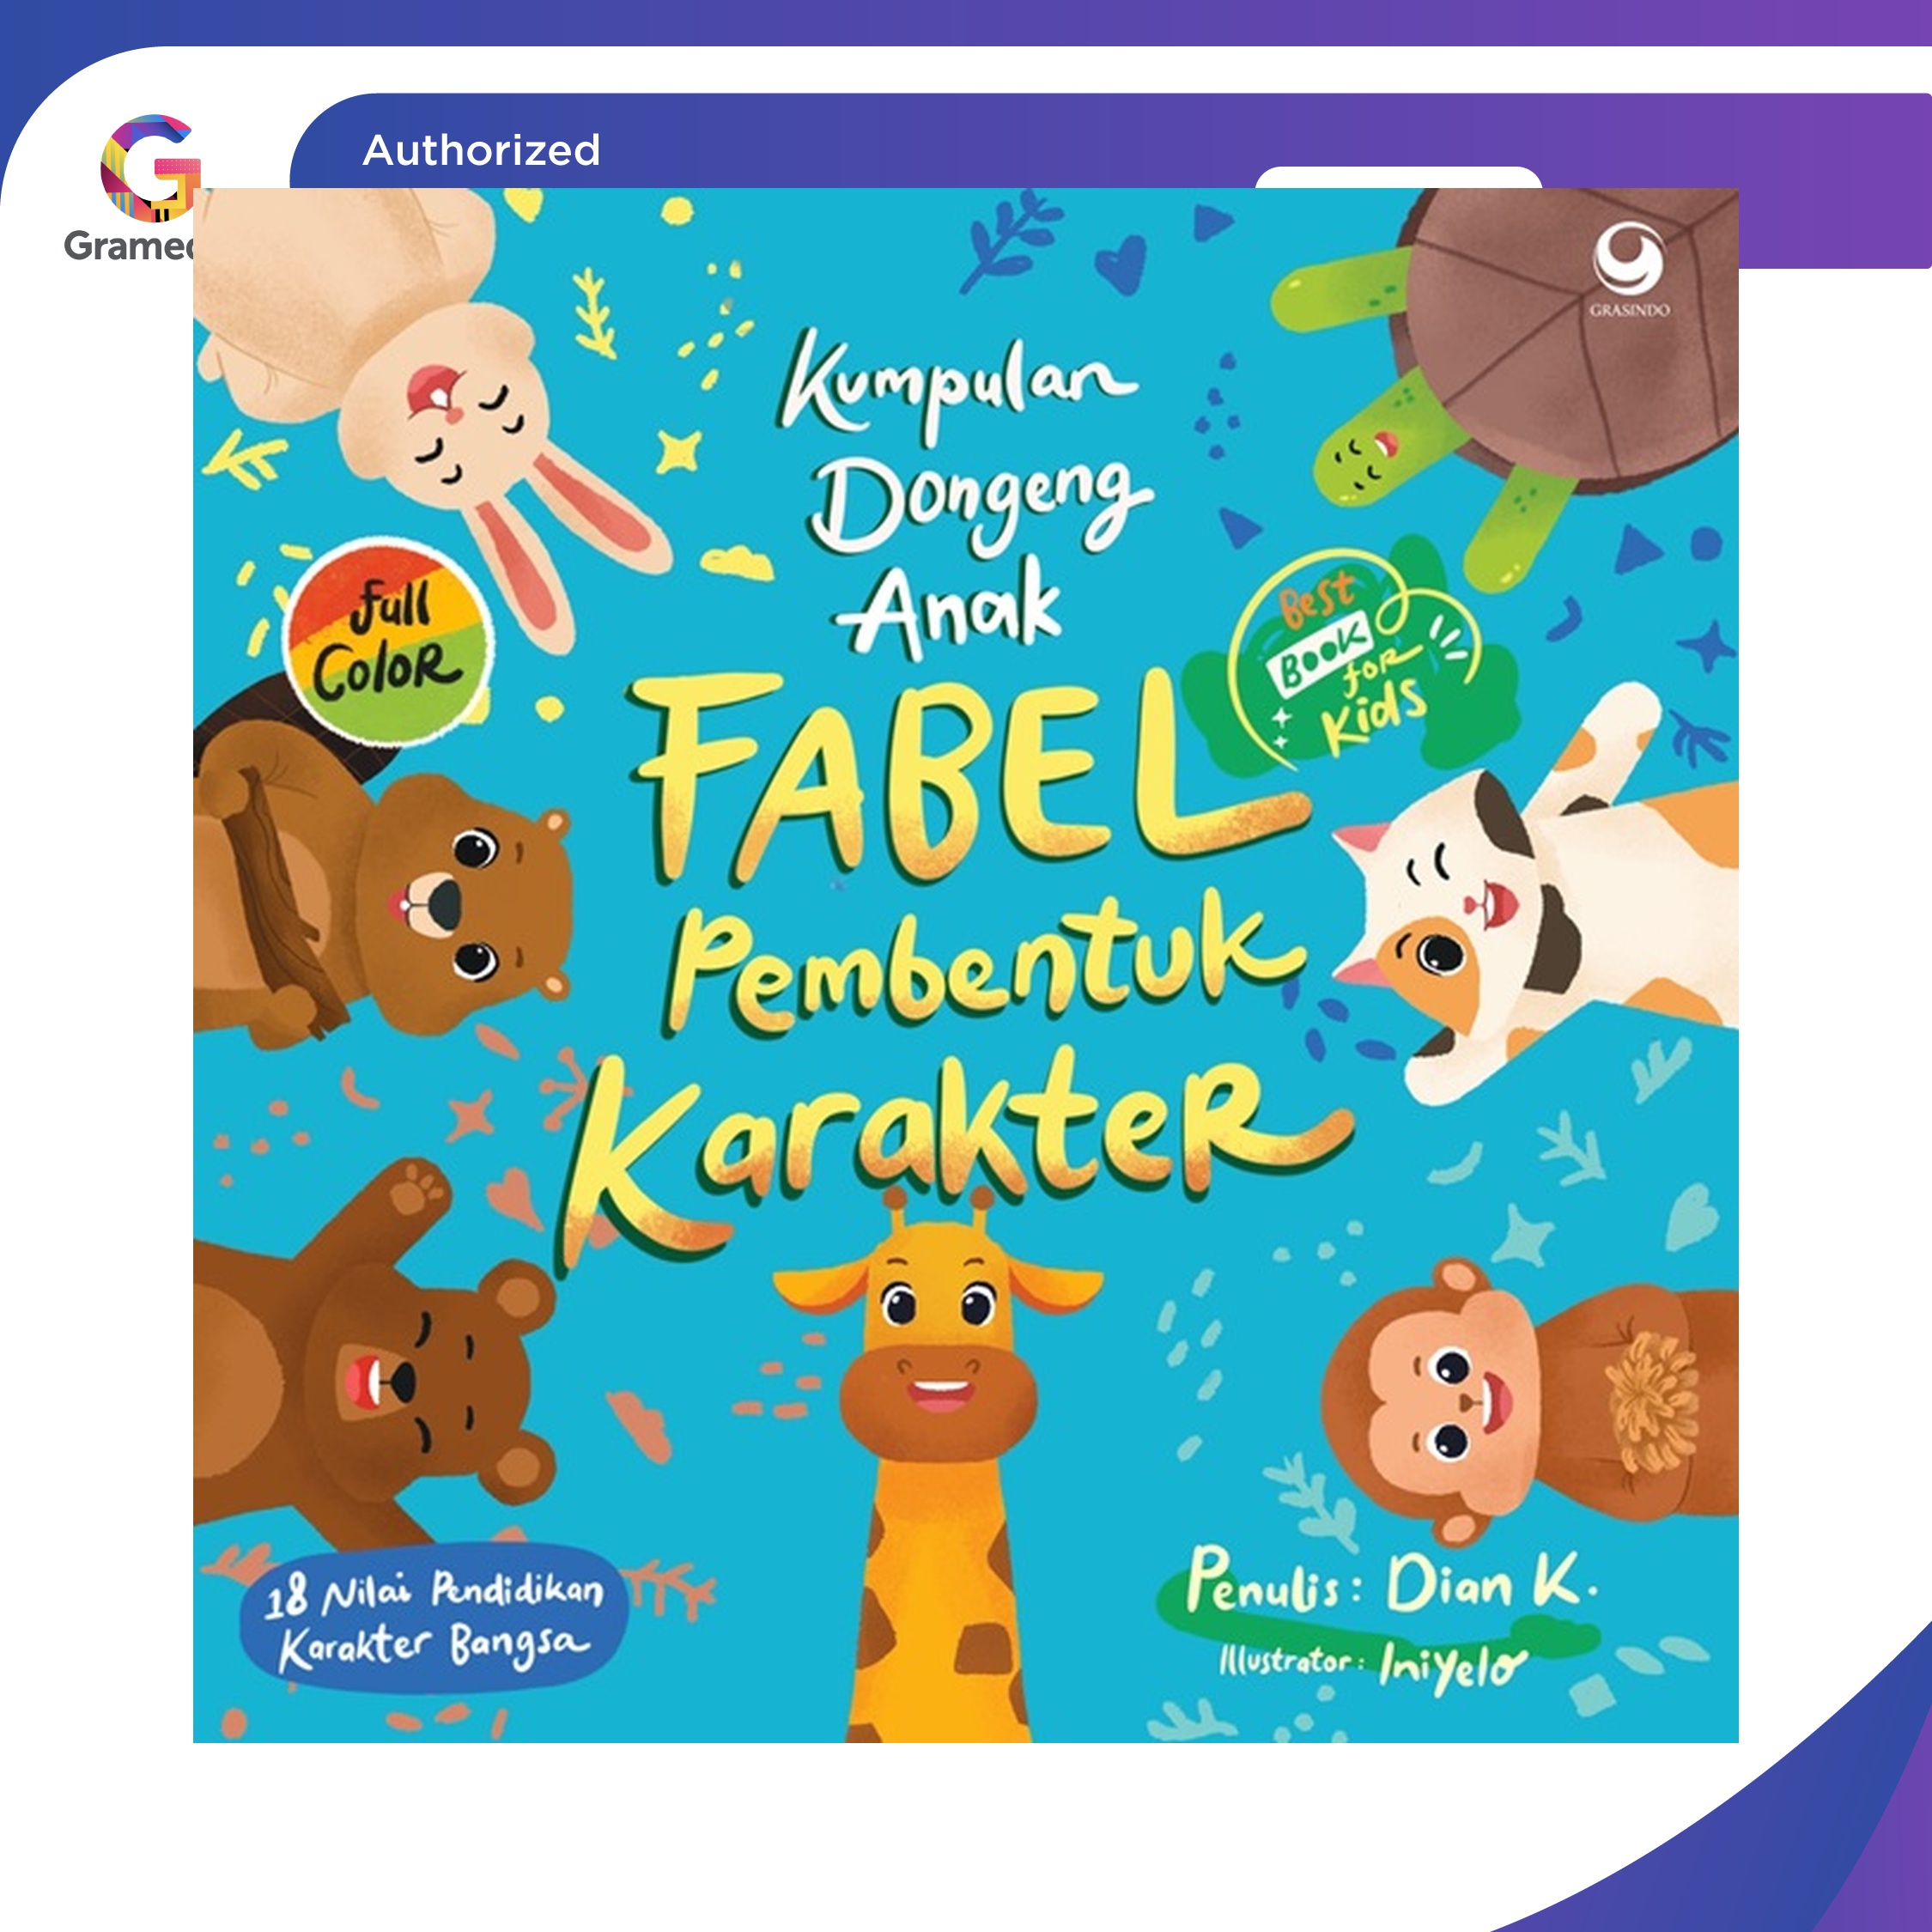 Authorized
G
Gramed
GRASINDO
Kumpulan
Dongeng
Anak
FABEL
Pembentuk
Karakter
full
Color
Best
BOOK
for
Kids
18 Nilai Pendidikan
Karakter Bangsa
Penulis: Dian K.
Illustrator: IniYelo